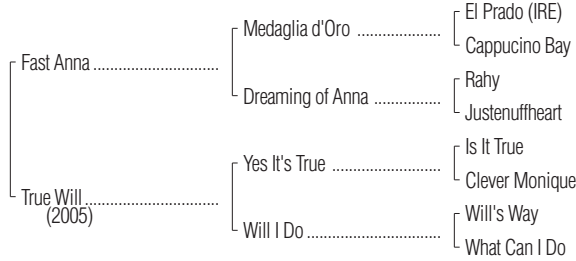 El Prado (IRE)
Medaglia d'Oro ..................
Cappucino Bay
Fast Anna ...........................
Rahy
Dreaming of Anna ................
Justenuffheart
Is It True
Yes It's True .......................
Clever Monique
True Will ............................
(2005)
Will's Way
Will I Do .............................
What Can I Do